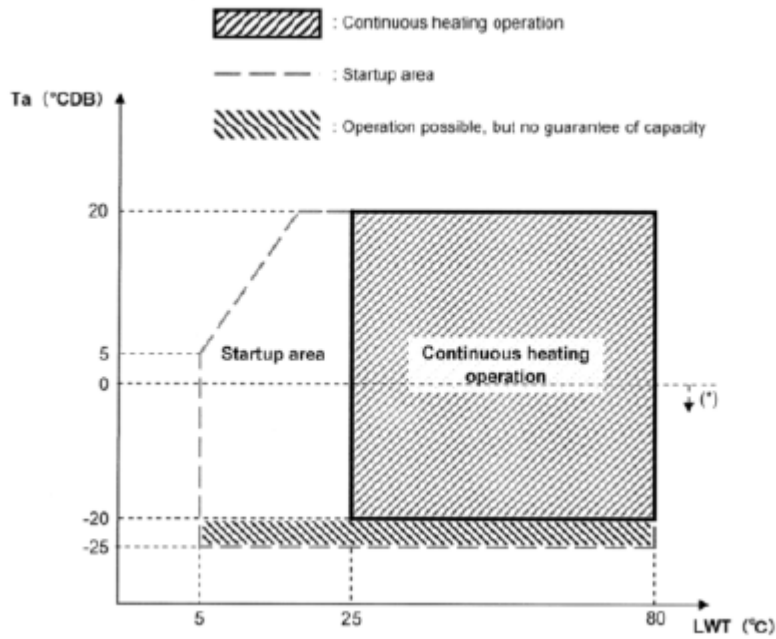 : Continuous heating operation
: Startup area
Ta (°CDB)
: Operation possible, but no guarantee of capacity
20
5
Startup area
Continuous heating
operation
0
(*)
-20
-25
5
25
80
LWT (°C)